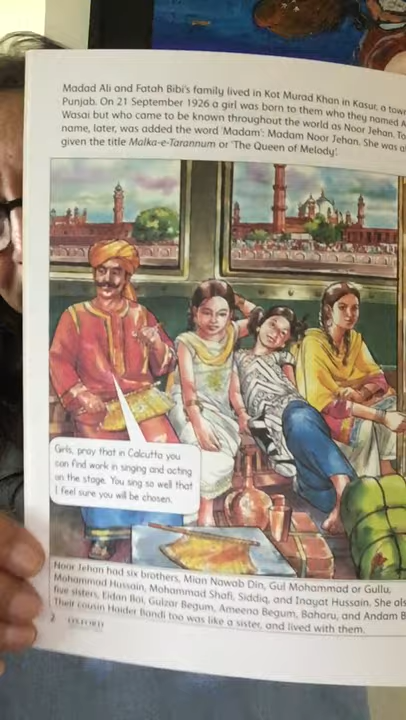 Madad Ali and Fatah Bibi's family lived in Kot Murad Khan in Kasur, a town
Punjab. On 21 September 1926 a girl was born to them who they named A
Wasai but who came to be known throughout the world as Noor Jehan. To
name, later, was added the word 'Madam': Madam Noor Jehan. She was a
given the title Malka-e-Tarannum or 'The Queen of Melody'.
Girls, pray that in Calcutta you
can find work in singing and acting
on the stage. You sing so well that
I feel sure you will be chosen.
Noor Jehan had six brothers, Mian Nawab Din, Gul Mohammad or Gullu,
Mohammad Hussain, Mohammad Shafi, Siddiq, and Inayat Hussain. She als
five sisters, Eidan Bai, Gulzar Begum, Ameena Begum, Baharu, and Andam B
Their cousin Haider Bandi too was like a sister, and lived with them.
2 OXFORD